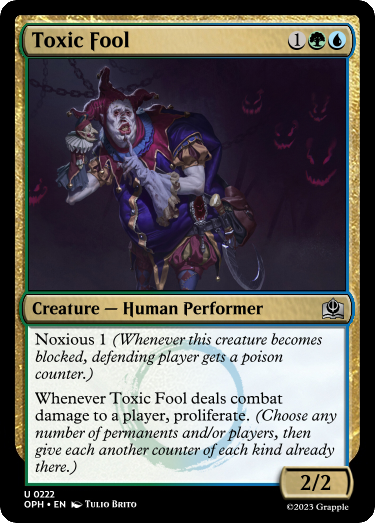 Toxic Fool 1
Creature — Human Performer
Noxious 1 (Whenever this creature becomes
blocked, defending player gets a poison
counter.)
Whenever Toxic Fool deals combat
damage to a player, proliferate. (Choose any
number of permanents and/or players, then
give each another counter of each kind already
there.)
2/2
U 0222
OPH • EN Tulio Brito
©2023 Grapple